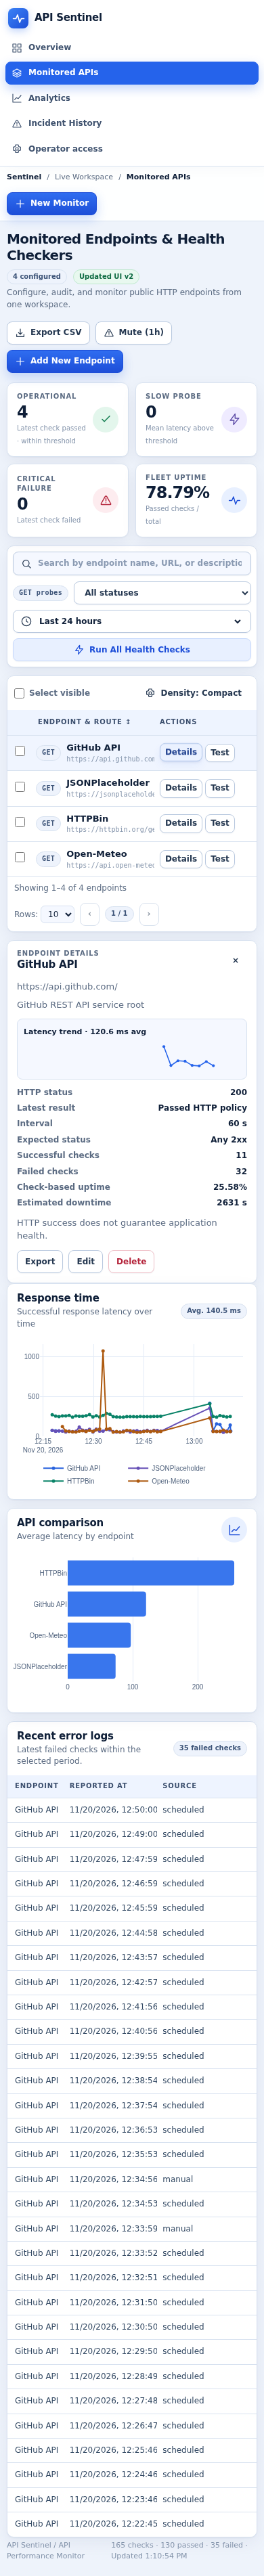 API Sentinel
Overview
Monitored APIs
Analytics
Incident History
Operator access
Sentinel / Live Workspace / Monitored APIs
New Monitor
Monitored Endpoints & Health
Checkers
4 configured Updated UI v2
Configure, audit, and monitor public HTTP endpoints from
one workspace.
Export CSV Mute (1h)
Add New Endpoint
OPERATIONAL
4
Latest check passed
· within threshold
SLOW PROBE
0
Mean latency above
threshold
CRITICAL
FAILURE
0
Latest check failed
FLEET UPTIME
78.79%
Passed checks /
total
Search by endpoint name, URL, or descriptic
GET probes All statuses
Last 24 hours
Run All Health Checks
Select visible Density: Compact
ENDPOINT & ROUTE ↕ ACTIONS
GET GitHub API Details Test
https://api.github.com
GET JSONPlaceholder Details Test
https://jsonplaceholde
GET HTTPBin Details Test
https://httpbin.org/ge
GET Open-Meteo Details Test
https://api.open-meteo
Showing 1–4 of 4 endpoints
Rows: 10 ‹ 1 / 1 ›
ENDPOINT DETAILS
GitHub API
×
https://api.github.com/
GitHub REST API service root
Latency trend · 120.6 ms avg
HTTP status 200
Latest result Passed HTTP policy
Interval 60 s
Expected status Any 2xx
Successful checks 11
Failed checks 32
Check-based uptime 25.58%
Estimated downtime 2631 s
HTTP success does not guarantee application
health.
Export Edit Delete
Response time
Successful response latency over
time
Avg. 140.5 ms
1000
500
0
12:15 12:30 12:45 13:00
Nov 20, 2026
GitHub API JSONPlaceholder
HTTPBin Open-Meteo
API comparison
Average latency by endpoint
HTTPBin
GitHub API
Open-Meteo
JSONPlaceholder
0 100 200
Recent error logs
Latest failed checks within the
selected period.
35 failed checks
ENDPOINT REPORTED AT SOURCE
GitHub API 11/20/2026, 12:50:00 scheduled
GitHub API 11/20/2026, 12:49:00 scheduled
GitHub API 11/20/2026, 12:47:59 scheduled
GitHub API 11/20/2026, 12:46:59 scheduled
GitHub API 11/20/2026, 12:45:59 scheduled
GitHub API 11/20/2026, 12:43:58 scheduled
GitHub API 11/20/2026, 12:43:57 scheduled
GitHub API 11/20/2026, 12:42:57 scheduled
GitHub API 11/20/2026, 12:41:56 scheduled
GitHub API 11/20/2026, 12:40:56 scheduled
GitHub API 11/20/2026, 12:39:55 scheduled
GitHub API 11/20/2026, 12:38:54 scheduled
GitHub API 11/20/2026, 12:37:54 scheduled
GitHub API 11/20/2026, 12:36:53 scheduled
GitHub API 11/20/2026, 12:35:53 scheduled
GitHub API 11/20/2026, 12:34:56 manual
GitHub API 11/20/2026, 12:34:53 scheduled
GitHub API 11/20/2026, 12:33:59 manual
GitHub API 11/20/2026, 12:33:52 scheduled
GitHub API 11/20/2026, 12:32:51 scheduled
GitHub API 11/20/2026, 12:31:50 scheduled
GitHub API 11/20/2026, 12:30:50 scheduled
GitHub API 11/20/2026, 12:29:50 scheduled
GitHub API 11/20/2026, 12:28:49 scheduled
GitHub API 11/20/2026, 12:27:48 scheduled
GitHub API 11/20/2026, 12:26:47 scheduled
GitHub API 11/20/2026, 12:25:46 scheduled
GitHub API 11/20/2026, 12:24:46 scheduled
GitHub API 11/20/2026, 12:23:46 scheduled
GitHub API 11/20/2026, 12:22:45 scheduled
API Sentinel / API
Performance Monitor
165 checks · 130 passed · 35 failed ·
Updated 1:10:54 PM